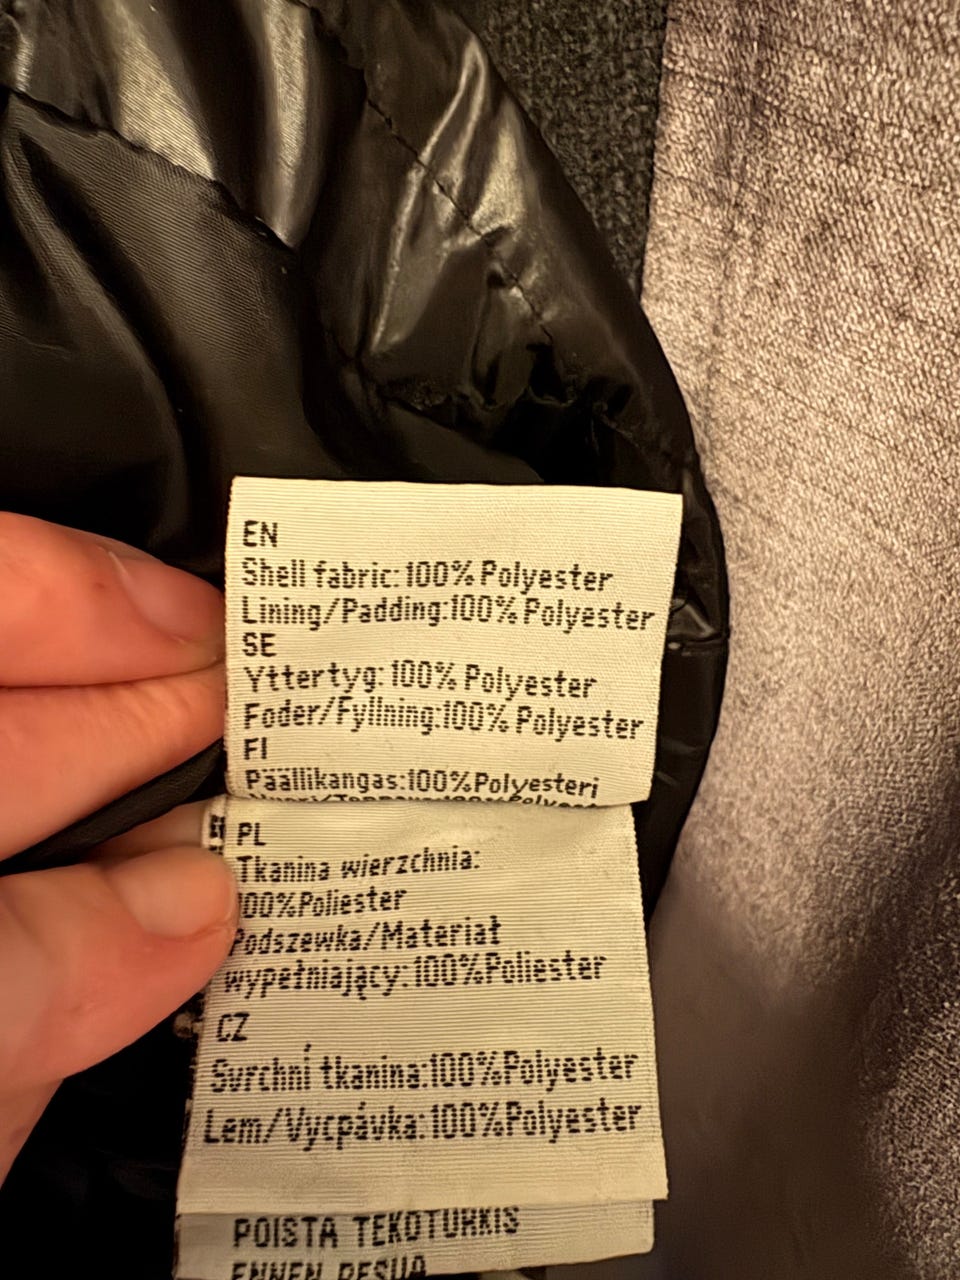 EN
Shell fabric: 100% Polyester
Lining/Padding:100% Polyester
SE
Yttertyg: 100% Polyester
Foder/Fyllning:100% Polyester
FI
Päällikangas:100%Polyesteri
PL
Tkanina wierzchnia:
100%Poliester
Podszewka/Materiał
wypełniający: 100%Poliester
CZ
Svrchní tkanina:100%Polyester
Lem/Vycpávka:100%Polyester
POISTA TEKOTURKIS
ENNEN PESUA